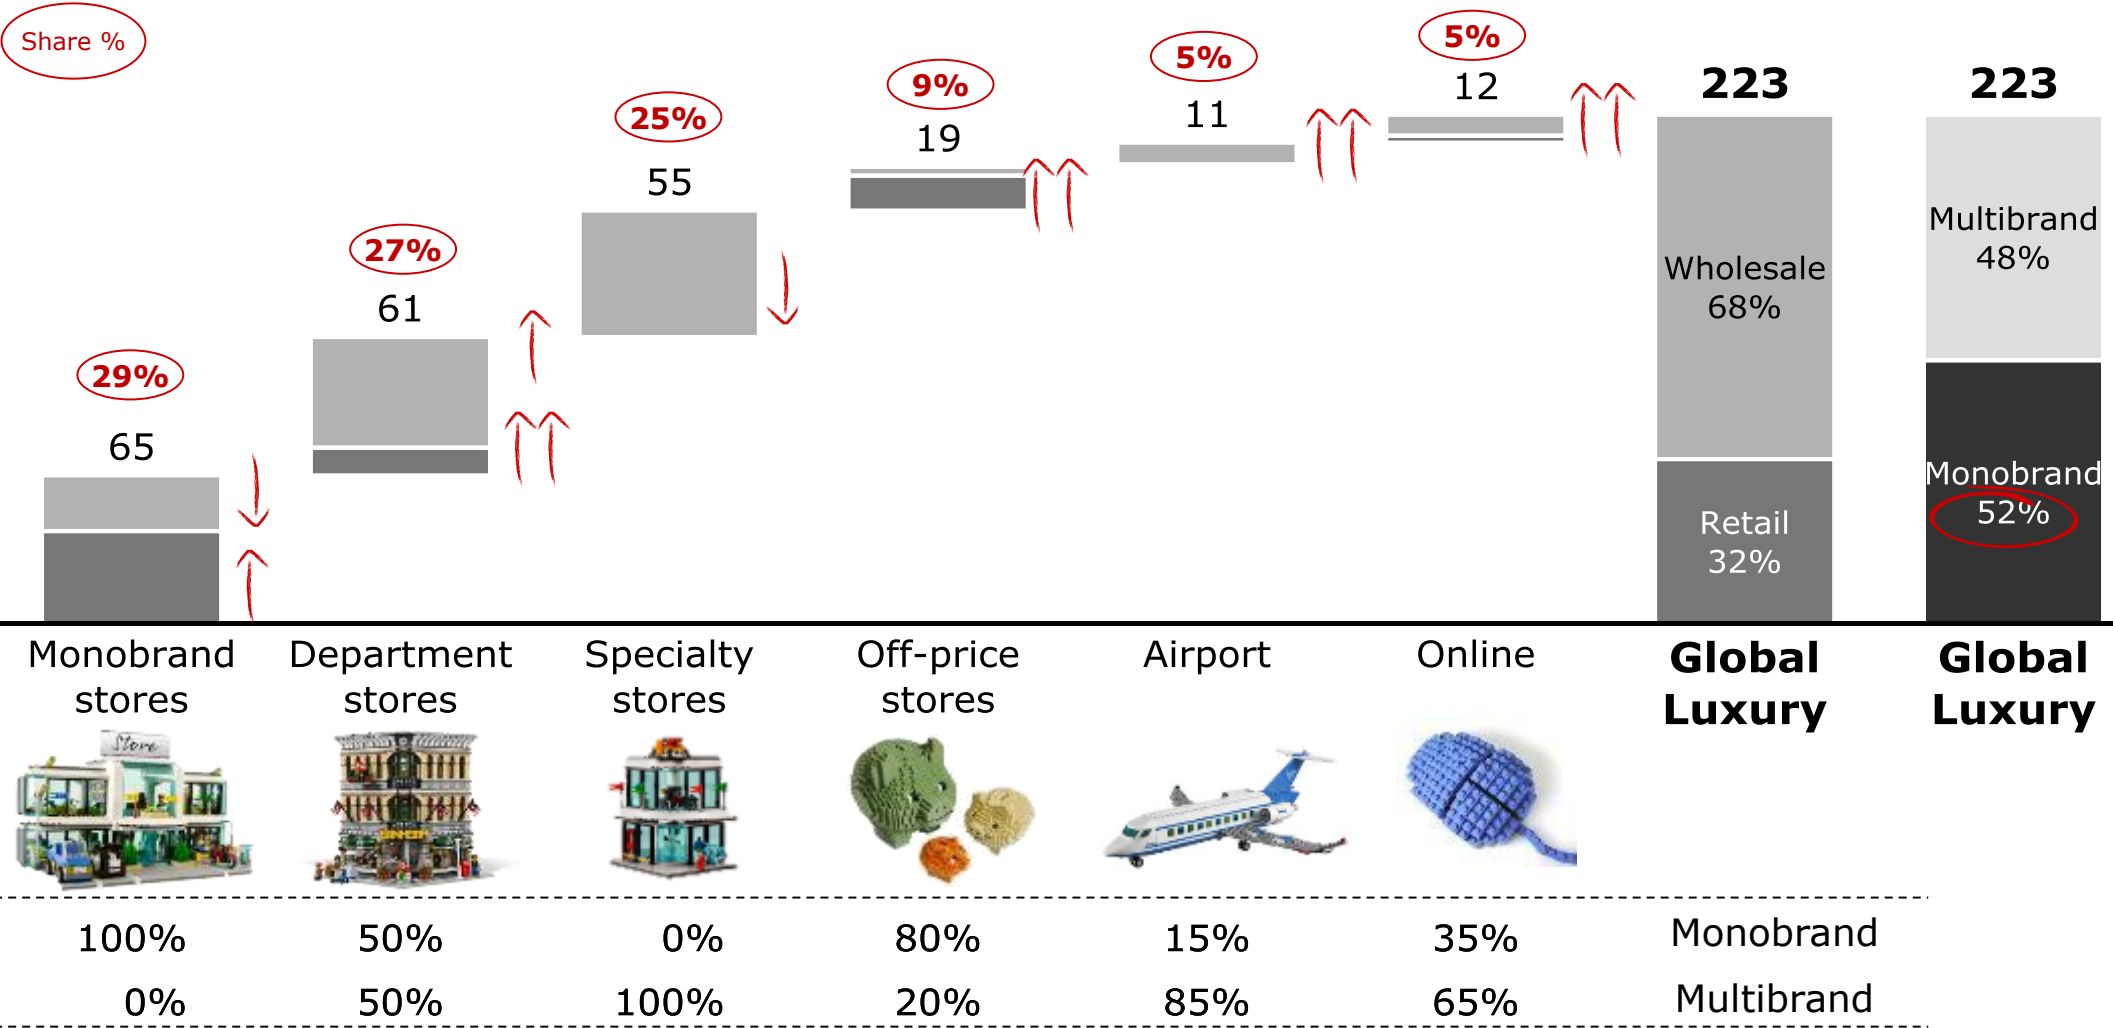 Share %
29%
65
27%
61
25%
55
9%
19
5%
11
5%
12
223
223
Wholesale
68%
Retail
32%
Multibrand
48%
Monobrand
52%
Monobrand
stores
Department
stores
Specialty
stores
Off-price
stores
Airport
Online
Global
Luxury
Global
Luxury
Store
SHOP
100% 50% 0% 80% 15% 35% Monobrand
0% 50% 100% 20% 85% 65% Multibrand